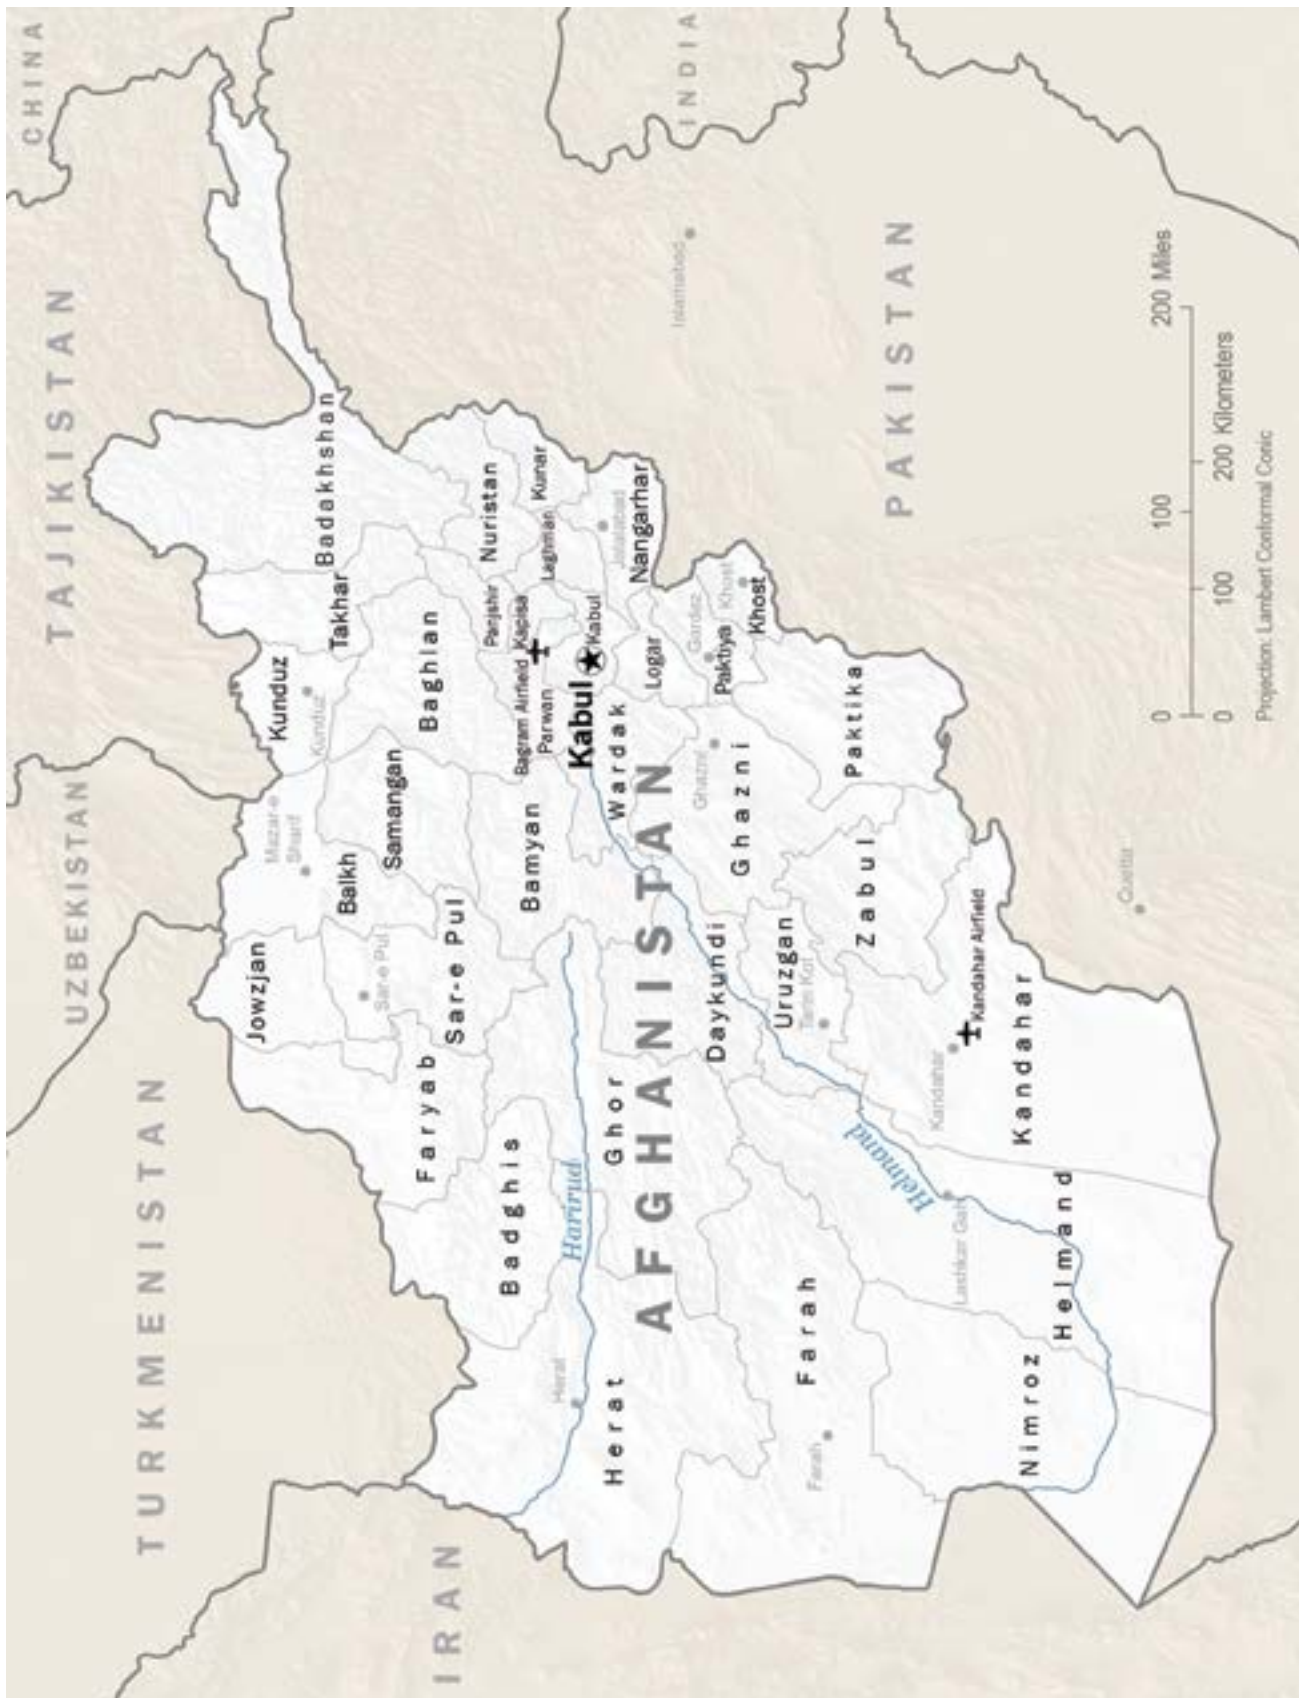 CHINA
TAJIKISTAN
UZBEKISTAN
TURKMENISTAN
IRAN
INDIA
PAKISTAN
AFGHANISTAN
Badakhshan
Takhar
Kunduz
Kunduz
Mazar-e
Sharif
Balkh
Jowzjan
Samangan
Baghlan
Sar-e Pul
Sar-e Pul
Faryab
Badghis
Nuristan
Kunar
Laghman
Panjshir
Kapisa
Bagram Airfield
Parwan
Bamyan
Kabul
Kabul
Jalalabad
Nangarhar
Islamabad
Wardak
Logar
Gardez
Paktiya
Khost
Khost
Harirud
Ghor
Herat
Herat
Ghazni
Ghazni
Paktika
Daykundi
Uruzgan
Tarin Kot
Zabul
Farah
Farah
Helmand
Kandahar
Kandahar Airfield
Kandahar
Lashkar Gah
Helmand
Nimroz
Quetta
0 100 200 Miles
0 100 200 Kilometers
Projection: Lambert Conformal Conic